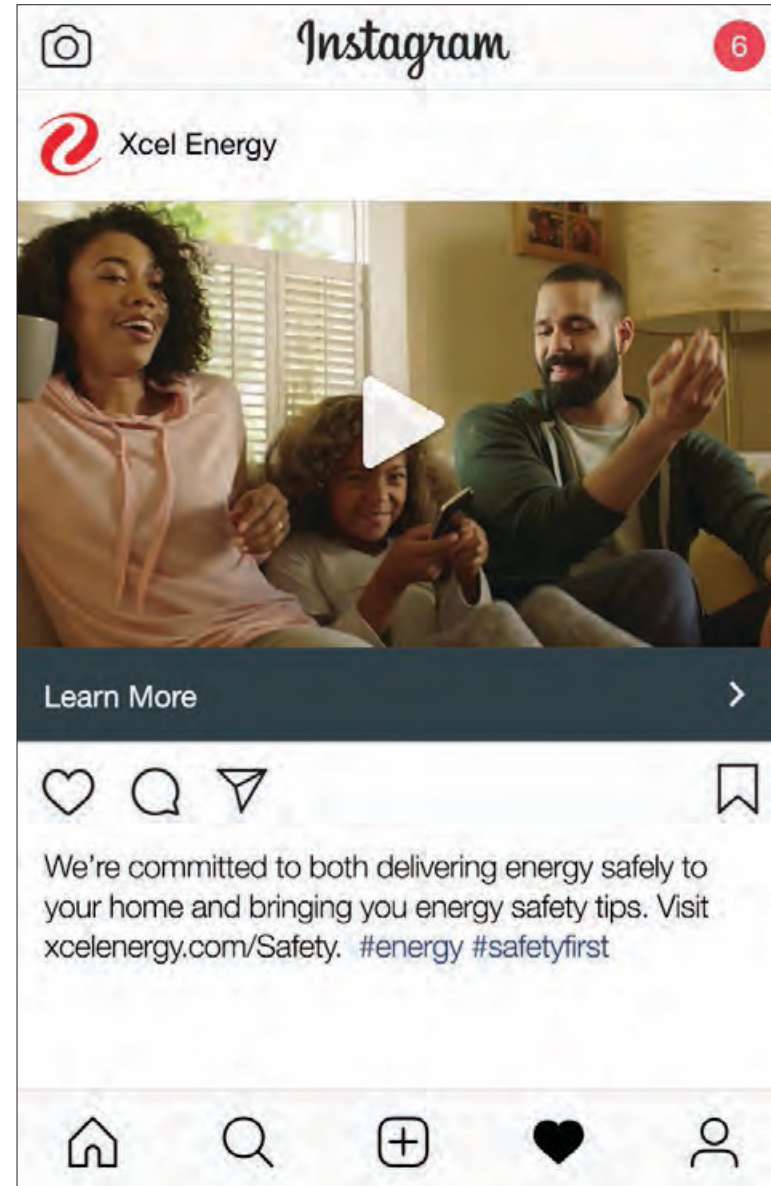 Instagram
6
Xcel Energy
Learn More
We're committed to both delivering energy safely to
your home and bringing you energy safety tips. Visit
xcelenergy.com/Safety. #energy #safetyfirst